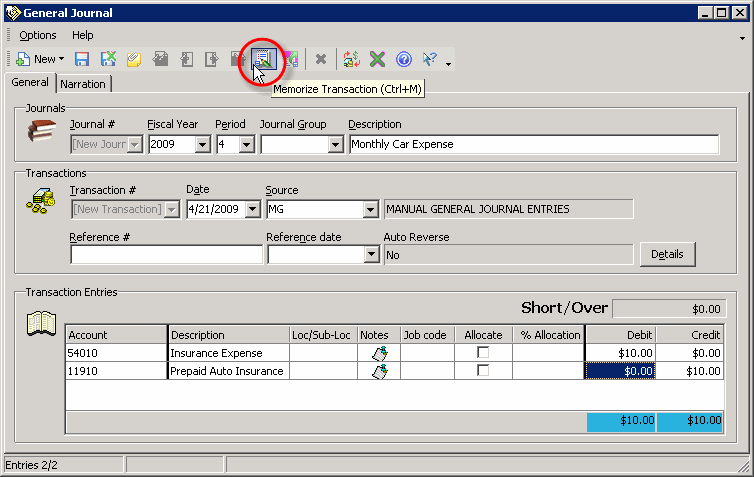 General Journal
Options Help
New
Memorize Transaction (Ctrl+M)
General Narration
Journals
Journal # Fiscal Year Period Journal Group Description
[New Journ 2009 4 Monthly Car Expense
Transactions
Transaction # Date Source
[New Transaction] 4/21/2009 MG MANUAL GENERAL JOURNAL ENTRIES
Reference # Reference date Auto Reverse
No Details
Transaction Entries
Short/Over $0.00
Account Description Loc/Sub-Loc Notes Job code Allocate % Allocation Debit Credit
54010 Insurance Expense $10.00 $0.00
11910 Prepaid Auto Insurance $0.00 $10.00
$10.00 $10.00
Entries 2/2